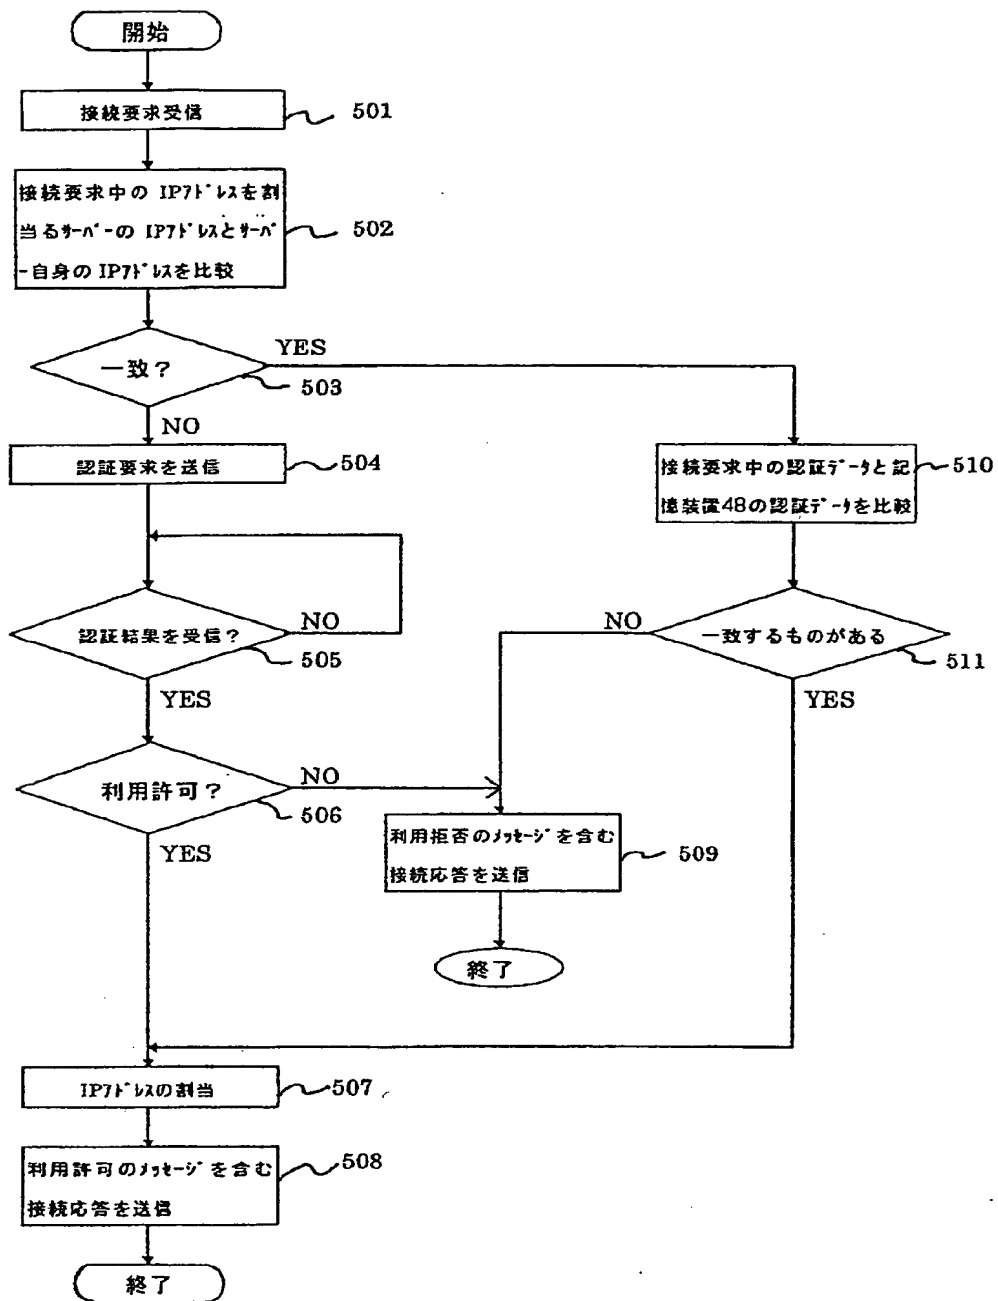 開始
接続要求受信
501
接続要求中の IPアドレスを割
当るサーバーの IPアドレスとサーバ
-自身の IPアドレスを比較
502
一致?
YES
503
NO
認証要求を送信
504
接続要求中の認証データと記
憶装置48の認証データを比較
510
認証結果を受信?
NO
505
YES
NO
一致するものがある
511
YES
利用許可?
NO
506
YES
利用拒否のメッセージを含む
接続応答を送信
509
終了
IPアドレスの割当
507
利用許可のメッセージを含む
接続応答を送信
508
終了